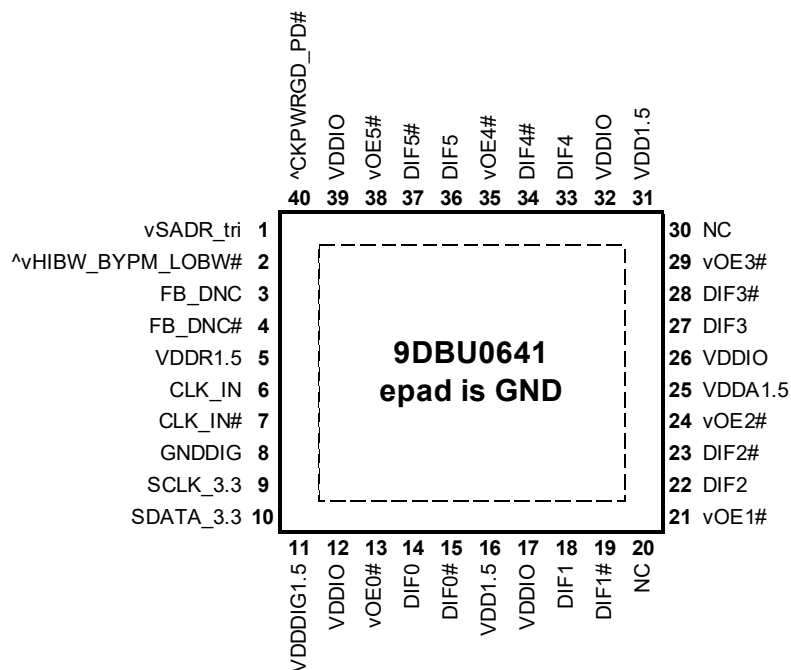 ^CKPWRGD_PD#
VDDIO
vOE5#
DIF5#
DIF5
vOE4#
DIF4#
DIF4
VDDIO
VDD1.5
40 39 38 37 36 35 34 33 32 31
vSADR_tri 1
^vHIBW_BYPM_LOBW# 2
FB_DNC 3
FB_DNC# 4
VDDR1.5 5
CLK_IN 6
CLK_IN# 7
GNDDIG 8
SCLK_3.3 9
SDATA_3.3 10
9DBU0641
epad is GND
30 NC
29 vOE3#
28 DIF3#
27 DIF3
26 VDDIO
25 VDDA1.5
24 vOE2#
23 DIF2#
22 DIF2
21 vOE1#
11 12 13 14 15 16 17 18 19 20
VDDDIG1.5
VDDIO
vOE0#
DIF0
DIF0#
VDD1.5
VDDIO
DIF1
DIF1#
NC